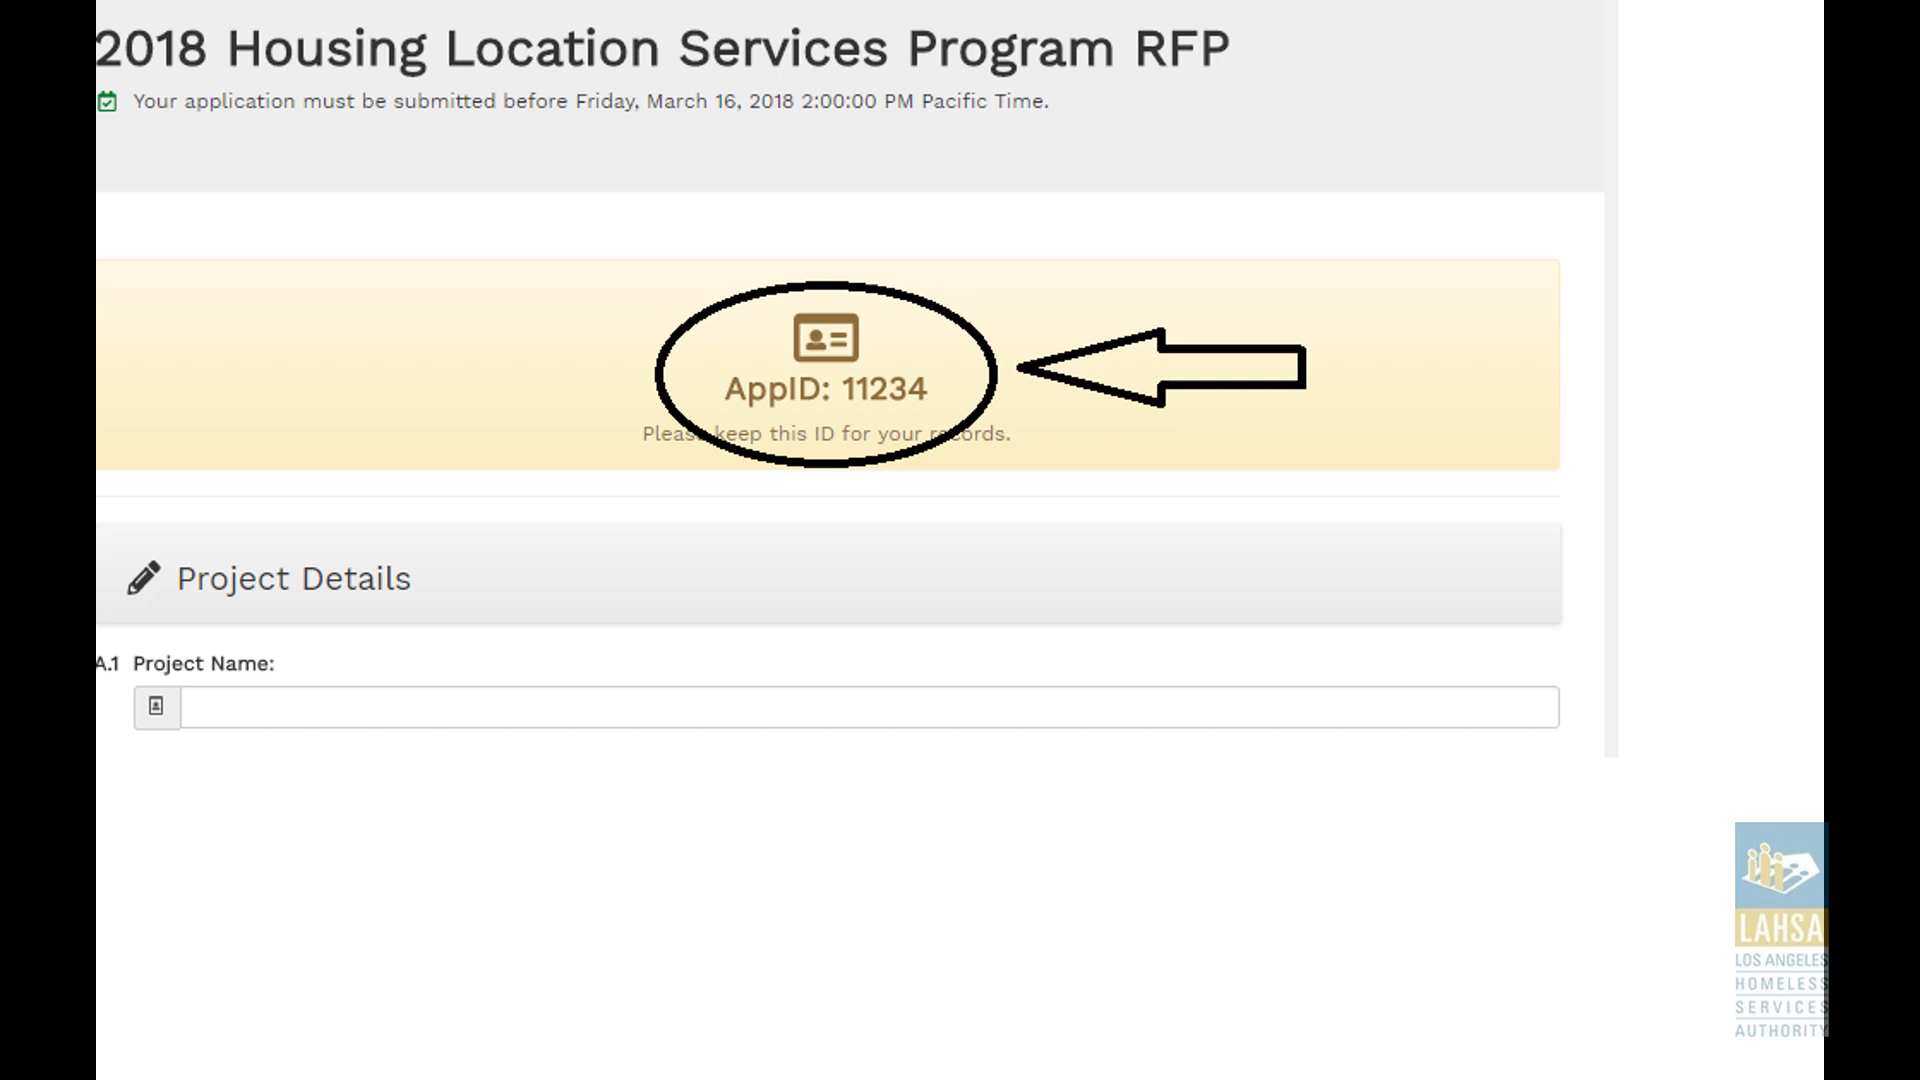 2018 Housing Location Services Program RFP
Your application must be submitted before Friday, March 16, 2018 2:00:00 PM Pacific Time.
AppID: 11234
Please keep this ID for your records.
Project Details
A.1 Project Name:
LAHSA
LOS ANGELES
HOMELESS
SERVICES
AUTHORITY